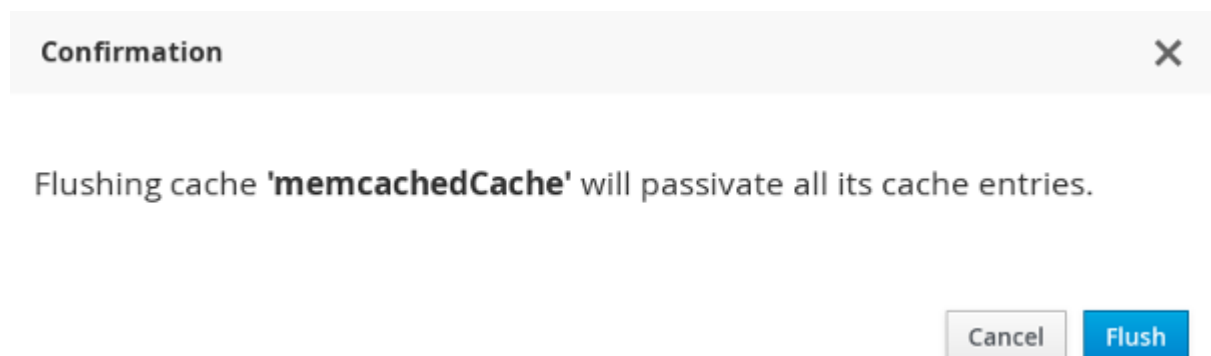 Confirmation
Flushing cache 'memcachedCache' will passivate all its cache entries.
Cancel Flush